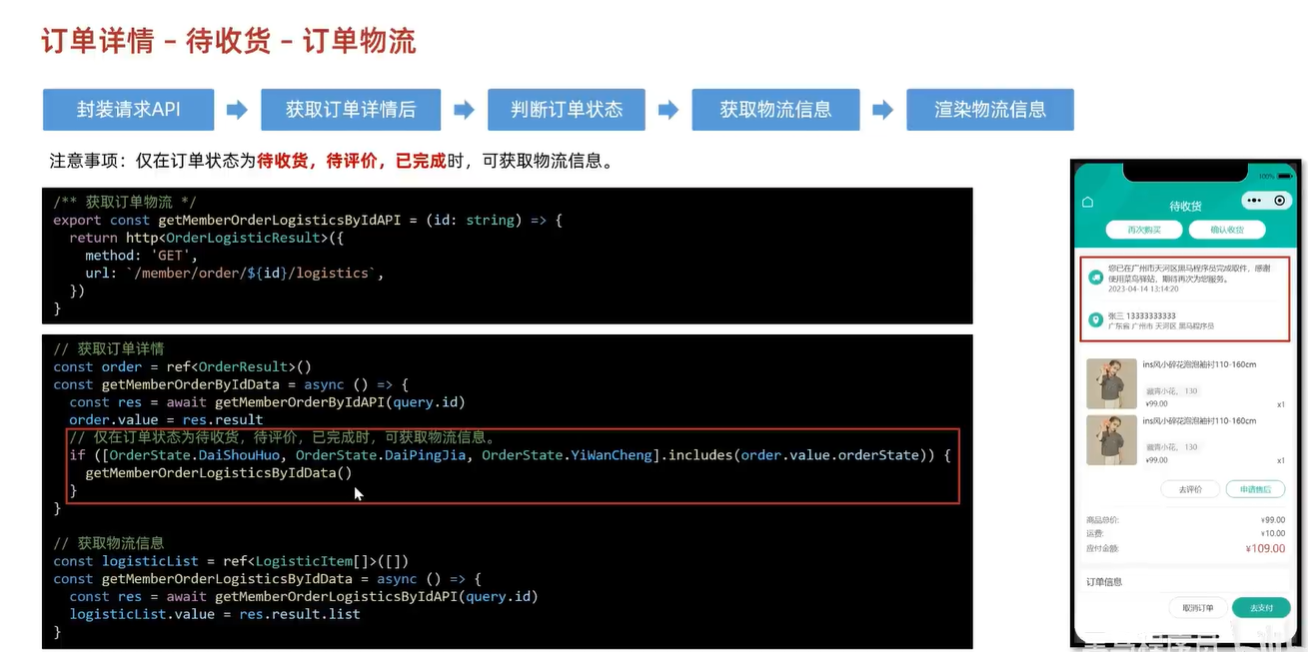 订单详情 – 待收货 – 订单物流
封装请求API
获取订单详情后
判断订单状态
获取物流信息
渲染物流信息
注意事项：仅在订单状态为待收货，待评价，已完成时，可获取物流信息。
/** 获取订单物流 */
export const getMemberOrderLogisticsByIdAPI = (id: string) => {
  return http<OrderLogisticResult>({
    method: 'GET',
    url: `/member/order/${id}/logistics`,
  })
}
// 获取订单详情
const order = ref<OrderResult>()
const getMemberOrderByIdData = async () => {
  const res = await getMemberOrderByIdAPI(query.id)
  order.value = res.result
  // 仅在订单状态为待收货，待评价，已完成时，可获取物流信息。
  if ([OrderState.DaiShouHuo, OrderState.DaiPingJia, OrderState.YiWanCheng].includes(order.value.orderState)) {
    getMemberOrderLogisticsByIdData()
  }
}
// 获取物流信息
const logisticList = ref<LogisticItem[]>([])
const getMemberOrderLogisticsByIdData = async () => {
  const res = await getMemberOrderLogisticsByIdAPI(query.id)
  logisticList.value = res.result.list
}
100%
待收货
再次购买
确认收货
您已在广州市天河区黑马程序员完成取件，感谢
使用菜鸟驿站，期待再次为您服务。
2023-04-14 13:14:20
张三 13333333333
广东省 广州市 天河区 黑马程序员
ins风小碎花泡泡袖衬110-160cm
藏青小花，130
¥99.00
x1
ins风小碎花泡泡袖衬110-160cm
藏青小花，130
¥99.00
x1
去评价
申请售后
商品总价:
¥99.00
运费:
¥10.00
应付金额:
¥109.00
订单信息
取消订单
去支付